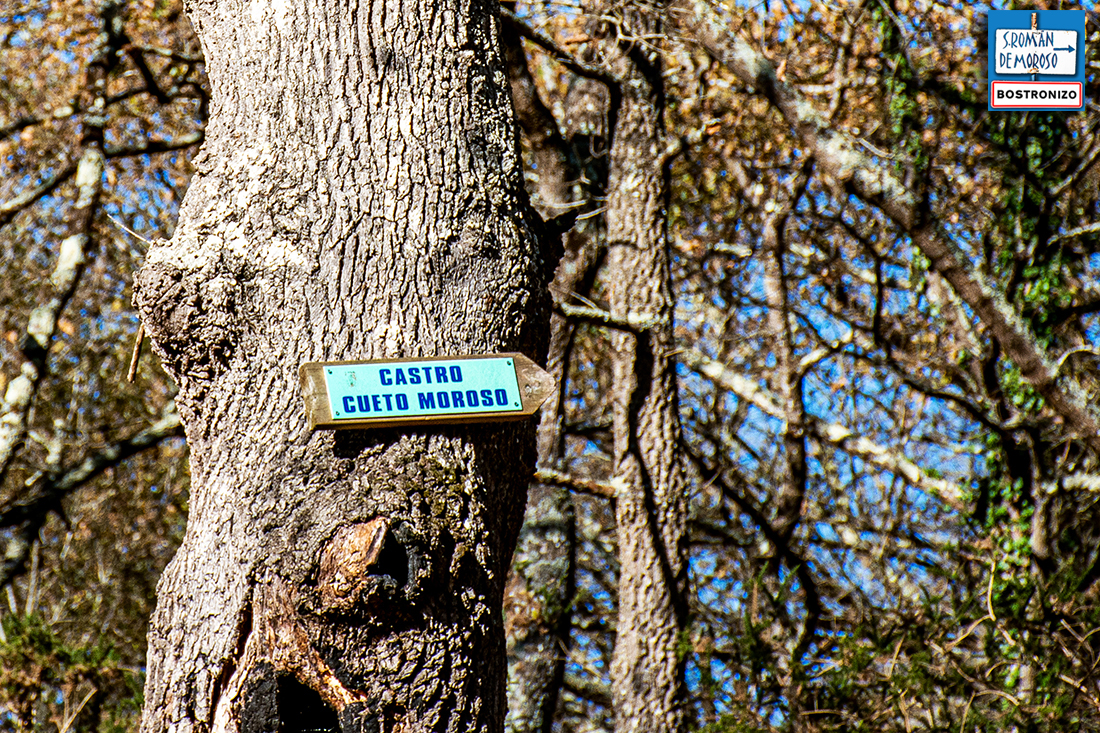 S.ROMÁN
DE MOROSO
BOSTRONIZO
CASTRO
CUETO MOROSO